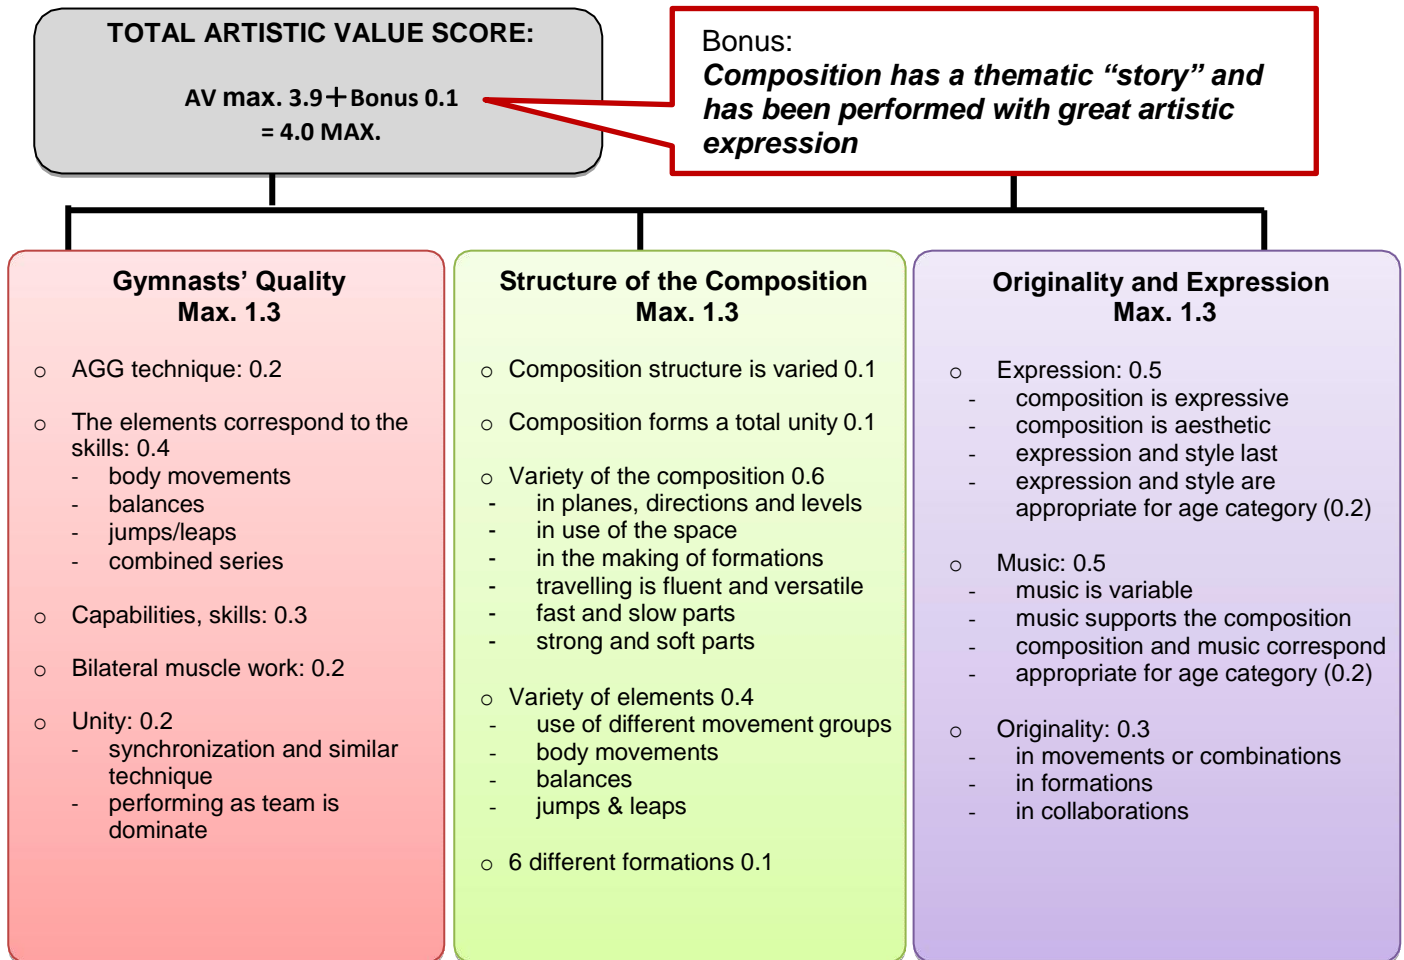 TOTAL ARTISTIC VALUE SCORE:
AV max. 3.9+Bonus 0.1
= 4.0 MAX.
Bonus:
Composition has a thematic “story” and
has been performed with great artistic
expression
Gymnasts’ Quality
Max. 1.3
o AGG technique: 0.2
o The elements correspond to the
skills: 0.4
- body movements
- balances
- jumps/leaps
- combined series
o Capabilities, skills: 0.3
o Bilateral muscle work: 0.2
o Unity: 0.2
- synchronization and similar
technique
- performing as team is
dominate
Structure of the Composition
Max. 1.3
o Composition structure is varied 0.1
o Composition forms a total unity 0.1
o Variety of the composition 0.6
- in planes, directions and levels
- in use of the space
- in the making of formations
- travelling is fluent and versatile
- fast and slow parts
- strong and soft parts
o Variety of elements 0.4
- use of different movement groups
- body movements
- balances
- jumps & leaps
o 6 different formations 0.1
Originality and Expression
Max. 1.3
o Expression: 0.5
- composition is expressive
- composition is aesthetic
- expression and style last
- expression and style are
appropriate for age category (0.2)
o Music: 0.5
- music is variable
- music supports the composition
- composition and music correspond
- appropriate for age category (0.2)
o Originality: 0.3
- in movements or combinations
- in formations
- in collaborations